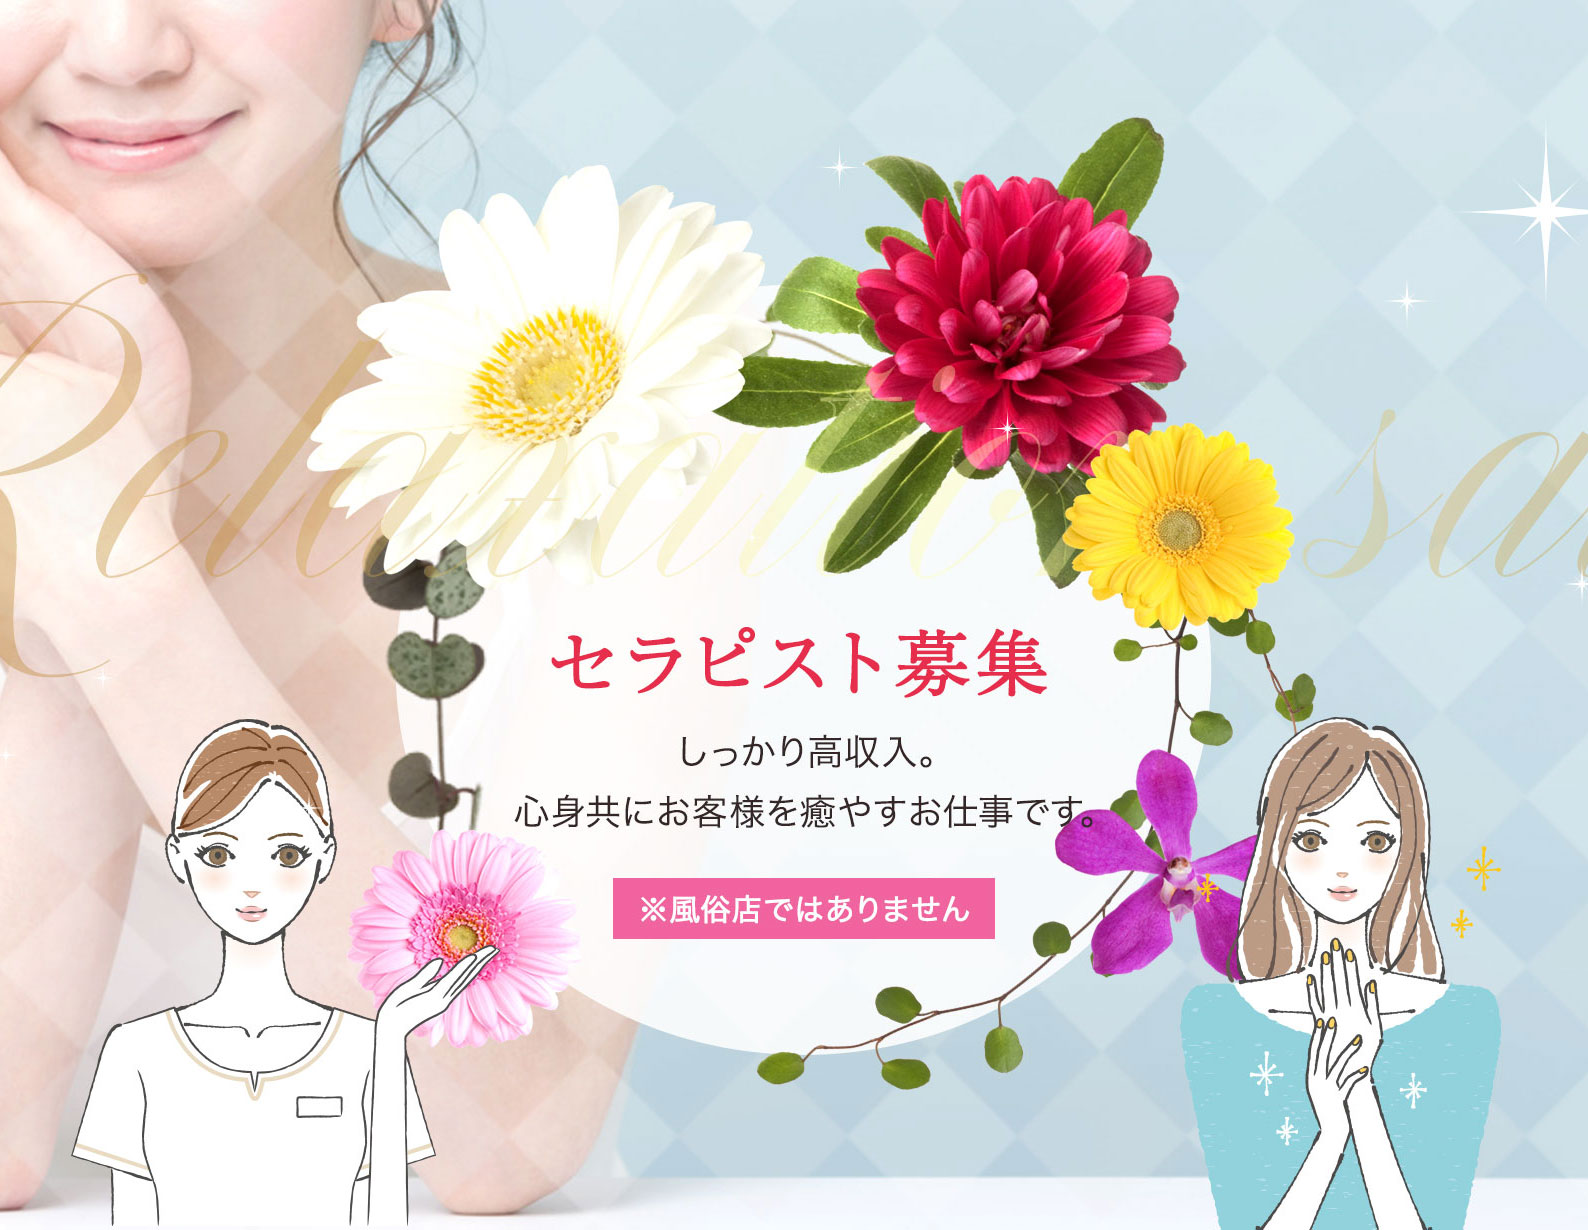 Relaxation sa
セラピスト募集
しっかり高収入。
心身共にお客様を癒やすお仕事です。
※風俗店ではありません